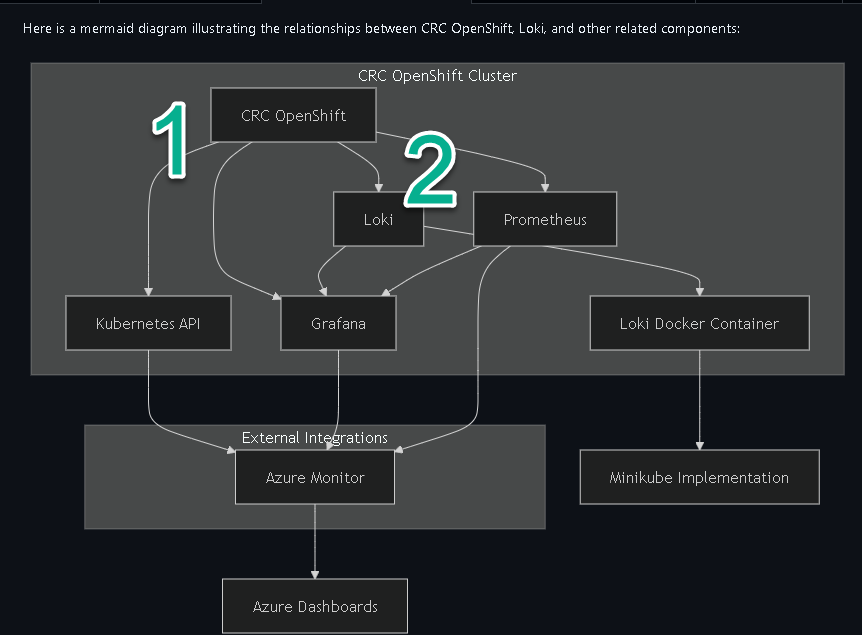 Here is a mermaid diagram illustrating the relationships between CRC OpenShift, Loki, and other related components:
CRC OpenShift Cluster
1
CRC OpenShift
2
Loki
Prometheus
Kubernetes API
Grafana
Loki Docker Container
External Integrations
Azure Monitor
Minikube Implementation
Azure Dashboards